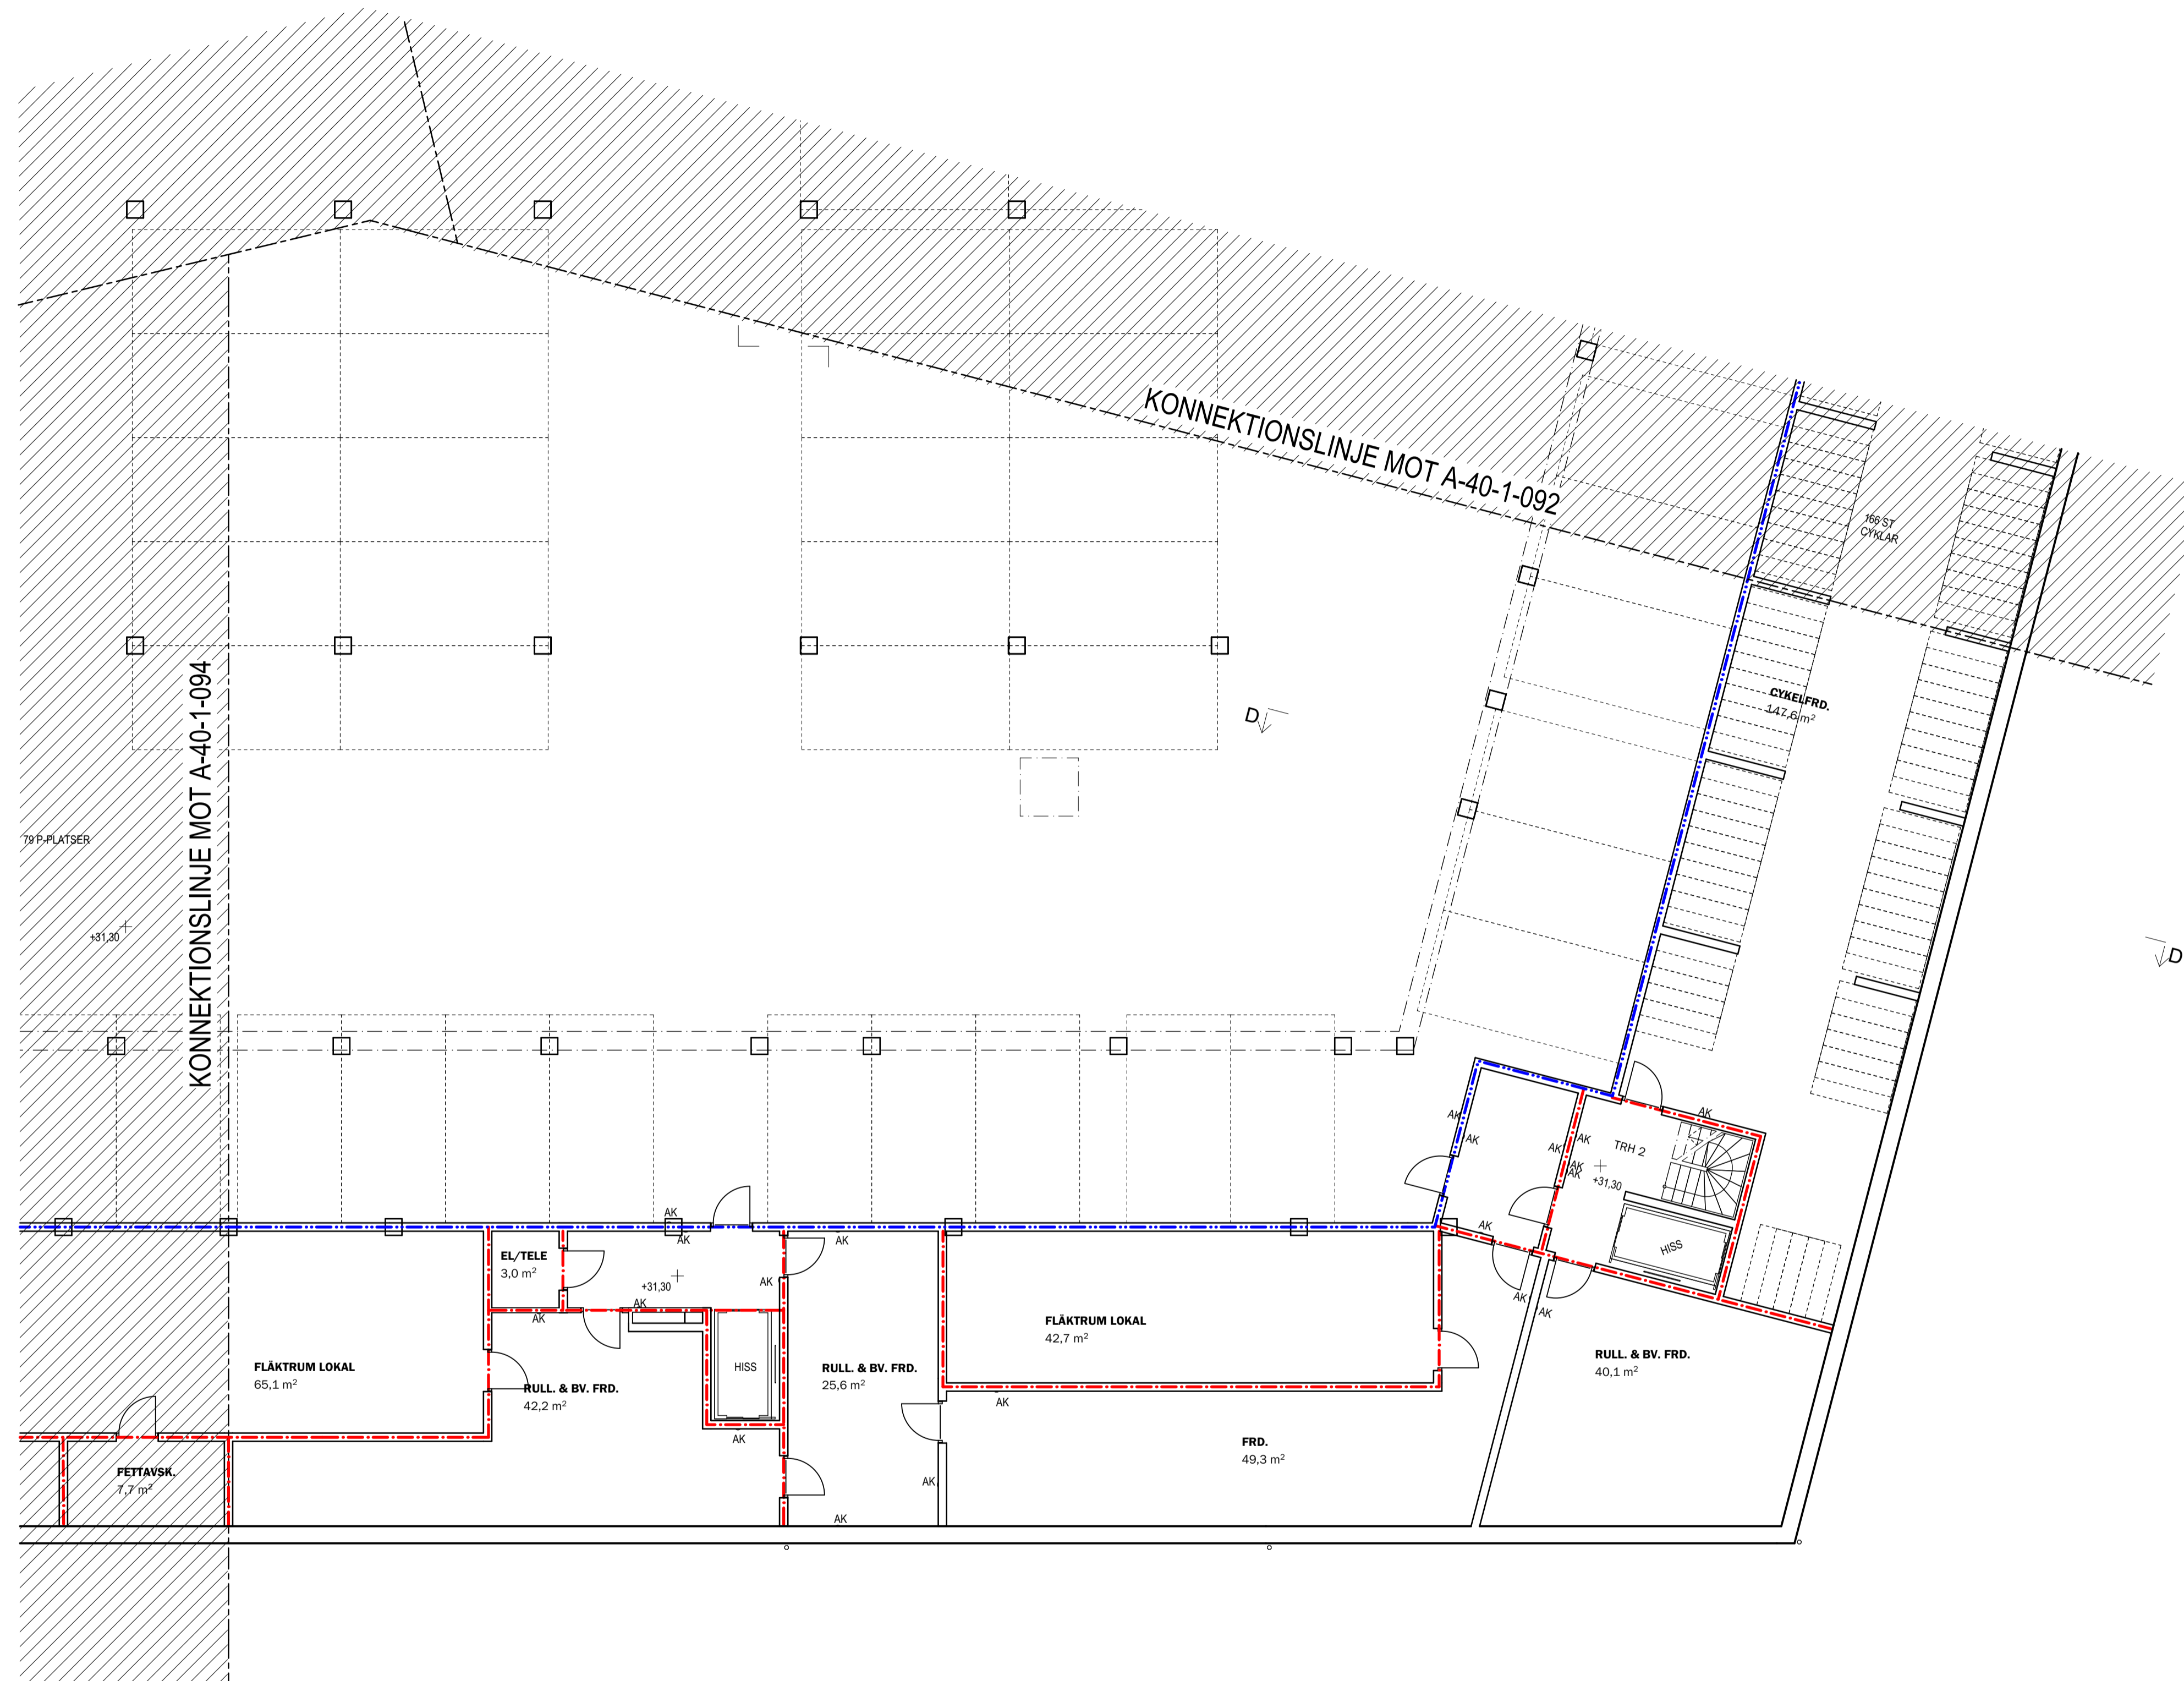 KONNEKTIONSLINJE MOT A-40-1-092
166 ST
CYKLAR
CYKELFRD.
147,6 m²
KONNEKTIONSLINJE MOT A-40-1-094
D
79 P-PLATSER
+31,30
D
AK
AK
AK
AK
AK
TRH 2
AK
AK
+31,30
AK
AK
AK
AK
HISS
EL/TELE
3,0 m²
AK
+31,30
AK
AK
AK
AK
AK
FLÄKTRUM LOKAL
42,7 m²
FLÄKTRUM LOKAL
65,1 m²
HISS
RULL. & BV. FRD.
25,6 m²
RULL. & BV. FRD.
40,1 m²
RULL. & BV. FRD.
42,2 m²
AK
AK
FRD.
49,3 m²
FETTAVSK.
7,7 m²
AK
AK